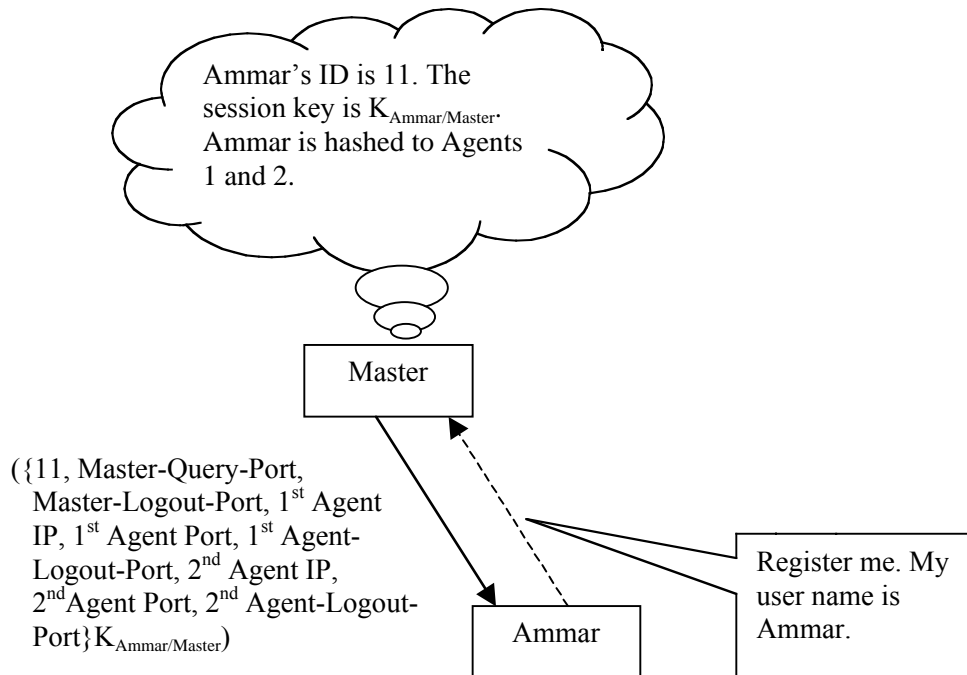 Ammar’s ID is 11. The
session key is K_Ammar/Master.
Ammar is hashed to Agents
1 and 2.
Master
({11, Master-Query-Port,
Master-Logout-Port, 1st Agent
IP, 1st Agent Port, 1st Agent-
Logout-Port, 2nd Agent IP,
2ndAgent Port, 2nd Agent-Logout-
Port}K_Ammar/Master)
Ammar
Register me. My
user name is
Ammar.